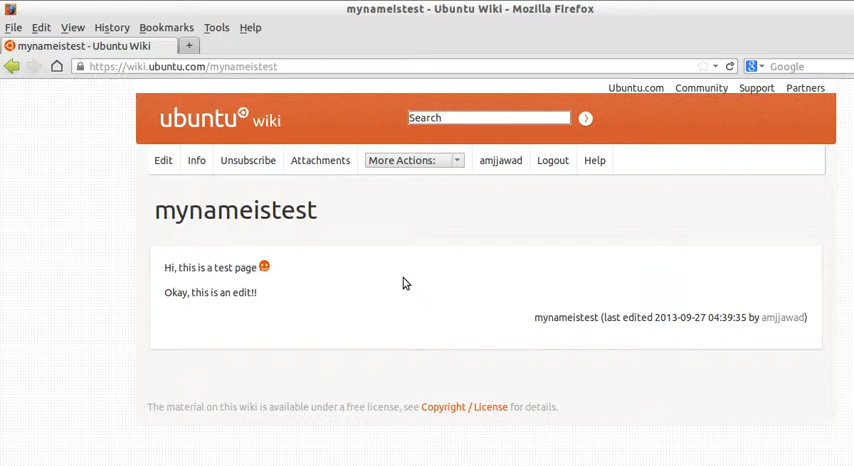 mynameistest - Ubuntu Wiki - Mozilla Firefox
File Edit View History Bookmarks Tools Help
mynameistest - Ubuntu Wiki +
https://wiki.ubuntu.com/mynameistest Google
Ubuntu.com Community Support Partners
ubuntu wiki Search
Edit Info Unsubscribe Attachments More Actions: amjjawad Logout Help
mynameistest
Hi, this is a test page
Okay, this is an edit!!
mynameistest (last edited 2013-09-27 04:39:35 by amjjawad)
The material on this wiki is available under a free license, see Copyright / License for details.